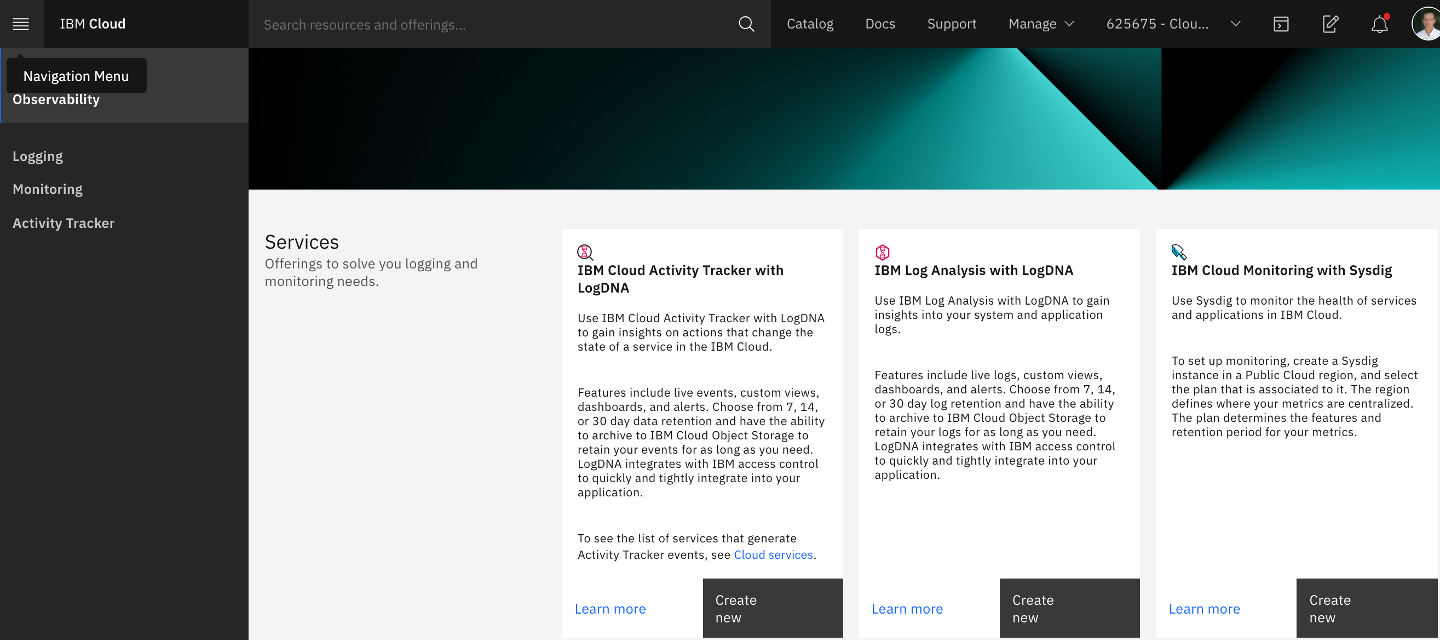 IBM Cloud
Search resources and offerings...
Catalog
Docs
Support
Manage
625675 - Clou...
Navigation Menu
Observability
Logging
Monitoring
Activity Tracker
Services
Offerings to solve you logging and
monitoring needs.
IBM Cloud Activity Tracker with
LogDNA
Use IBM Cloud Activity Tracker with LogDNA
to gain insights on actions that change the
state of a service in the IBM Cloud.
Features include live events, custom views,
dashboards, and alerts. Choose from 7, 14,
or 30 day data retention and have the ability
to archive to IBM Cloud Object Storage to
retain your events for as long as you need.
LogDNA integrates with IBM access control
to quickly and tightly integrate into your
application.
To see the list of services that generate
Activity Tracker events, see Cloud services.
Learn more
Create
new
IBM Log Analysis with LogDNA
Use IBM Log Analysis with LogDNA to gain
insights into your system and application
logs.
Features include live logs, custom views,
dashboards, and alerts. Choose from 7, 14,
or 30 day log retention and have the ability
to archive to IBM Cloud Object Storage to
retain your logs for as long as you need.
LogDNA integrates with IBM access control
to quickly and tightly integrate into your
application.
Learn more
Create
new
IBM Cloud Monitoring with Sysdig
Use Sysdig to monitor the health of services
and applications in IBM Cloud.
To set up monitoring, create a Sysdig
instance in a Public Cloud region, and select
the plan that is associated to it. The region
defines where your metrics are centralized.
The plan determines the features and
retention period for your metrics.
Learn more
Create
new